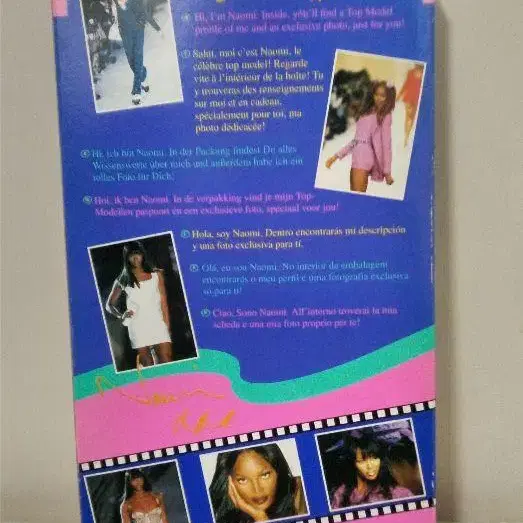 Hi, I'm Naomi. Inside, you'll find a Top Model
profile of me and an exclusive photo, just for you!
F Salut, moi c'est Naomi, le
célèbre top model! Regarde
vite à l'intérieur de la boîte! Tu
y trouveras des renseignements
sur moi et en cadeau,
spécialement pour toi, ma
photo dédicacée!
Hi, ich bin Naomi. In der Packung findest Du alles
Wissenswerte über mich und außerdem habe ich ein
tolles Foto für Dich!
Hoi, ik ben Naomi. In de verpakking vind je mijn Top-
Modellen paspoort en een exclusieve foto, speciaal voor jou!
Hola, soy Naomi, Dentro encontrarás mi descripción
y una foto exclusiva para ti.
Olá, eu sou Naomi. No interior da embalagem
encontrarás o meu perfil e uma fotografia exclusiva
só para ti!
Ciao, Sono Naomi. All'interno troverai la mia
scheda e una mia foto proprio per te!